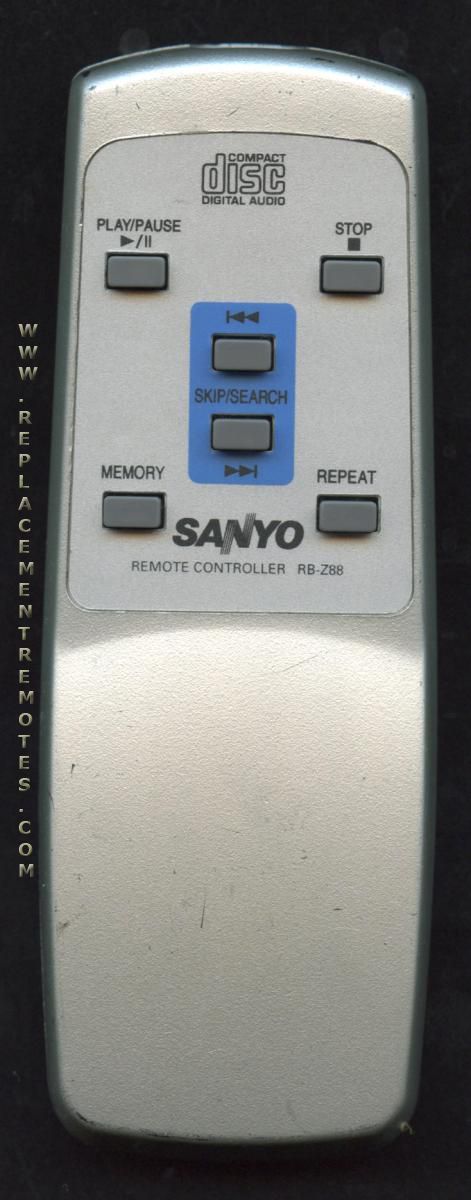 COMPACT
disc
DIGITAL AUDIO
PLAY/PAUSE
▶/II
STOP
■
I◀◀
SKIP/SEARCH
▶▶I
MEMORY
REPEAT
SANYO
REMOTE CONTROLLER RB-Z88
WWW.REPLACEMENTREMOTES.COM